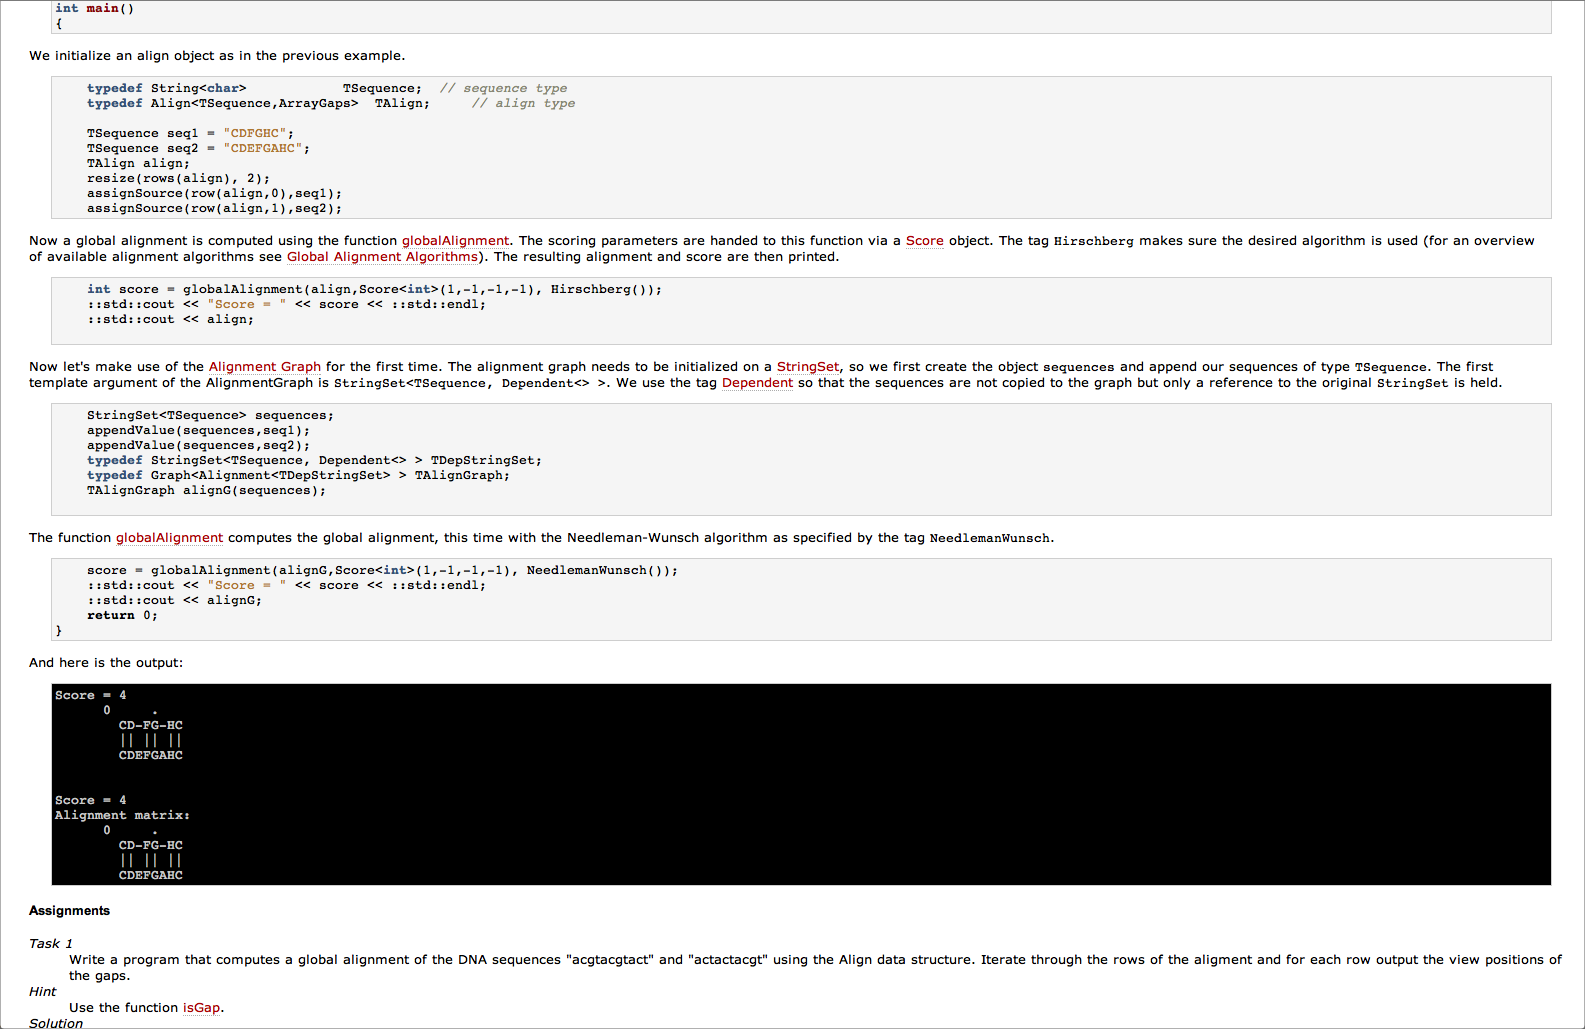 int main()
{
We initialize an align object as in the previous example.
typedef String<char>            TSequence;  // sequence type
typedef Align<TSequence,ArrayGaps>  TAlign;     // align type
TSequence seq1 = "CDFGHC";
TSequence seq2 = "CDEFGAHC";
TAlign align;
resize(rows(align), 2);
assignSource(row(align,0),seq1);
assignSource(row(align,1),seq2);
Now a global alignment is computed using the function globalAlignment. The scoring parameters are handed to this function via a Score object. The tag Hirschberg makes sure the desired algorithm is used (for an overview
of available alignment algorithms see Global Alignment Algorithms). The resulting alignment and score are then printed.
int score = globalAlignment(align,Score<int>(1,-1,-1,-1), Hirschberg());
::std::cout << "Score = " << score << ::std::endl;
::std::cout << align;
Now let's make use of the Alignment Graph for the first time. The alignment graph needs to be initialized on a StringSet, so we first create the object sequences and append our sequences of type TSequence. The first
template argument of the AlignmentGraph is StringSet<TSequence, Dependent<> >. We use the tag Dependent so that the sequences are not copied to the graph but only a reference to the original StringSet is held.
StringSet<TSequence> sequences;
appendValue(sequences,seq1);
appendValue(sequences,seq2);
typedef StringSet<TSequence, Dependent<> > TDepStringSet;
typedef Graph<Alignment<TDepStringSet> > TAlignGraph;
TAlignGraph alignG(sequences);
The function globalAlignment computes the global alignment, this time with the Needleman-Wunsch algorithm as specified by the tag NeedlemanWunsch.
score = globalAlignment(alignG,Score<int>(1,-1,-1,-1), NeedlemanWunsch());
::std::cout << "Score = " << score << ::std::endl;
::std::cout << alignG;
return 0;
}
And here is the output:
Score = 4
0     .
CD-FG-HC
|| || ||
CDEFGAHC
Score = 4
Alignment matrix:
0     .
CD-FG-HC
|| || ||
CDEFGAHC
Assignments
Task 1
Write a program that computes a global alignment of the DNA sequences "acgtacgtact" and "actactacgt" using the Align data structure. Iterate through the rows of the aligment and for each row output the view positions of
the gaps.
Hint
Use the function isGap.
Solution